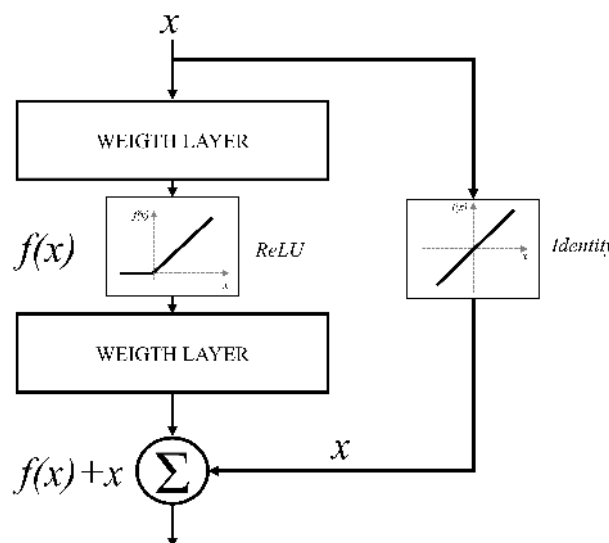 x
WEIGTH LAYER
f(x)
f(x)
x
ReLU
f(x)
x
Identity
WEIGTH LAYER
x
f(x)+x
Σ